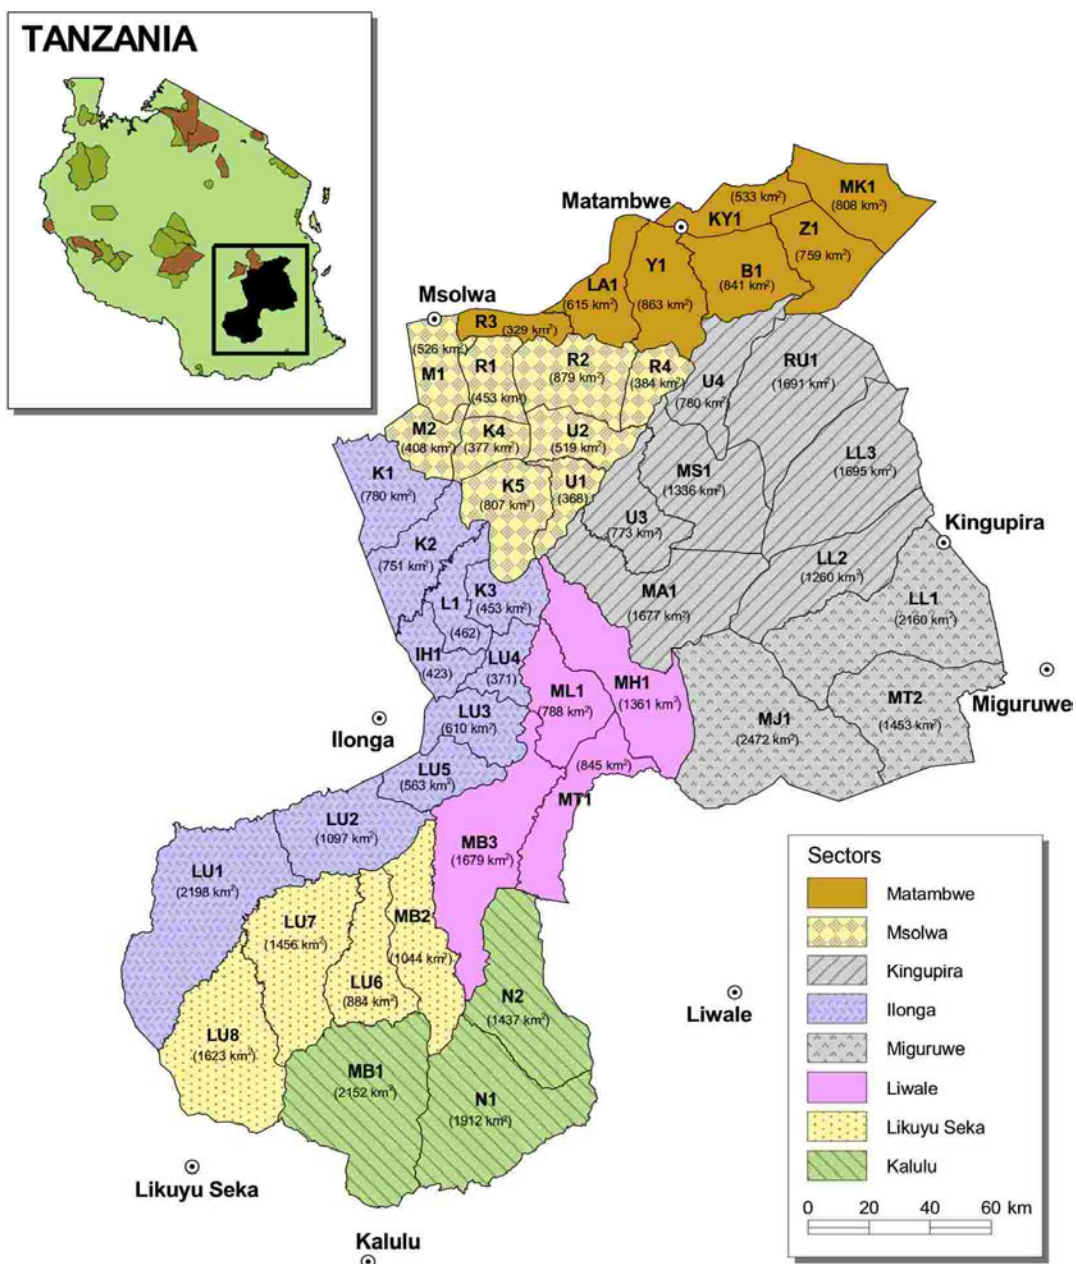 TANZANIA
(533 km²)
MK1
(808 km²)
Matambwe
KY1
Z1
(759 km²)
Y1
(863 km²)
B1
(841 km²)
LA1
(615 km²)
Msolwa
R3 (329 km²)
(526 km²)
M1
R1
(453 km²)
R2
(879 km²)
R4
(384 km²)
U4
(780 km²)
RU1
(1691 km²)
M2
(408 km²)
K4
(377 km²)
U2
(519 km²)
K1
(780 km²)
K5
(807 km²)
U1
(368)
MS1
(1336 km²)
LL3
(1695 km²)
U3
(773 km²)
Kingupira
K2
(751 km²)
LL2
(1260 km²)
L1
(462)
K3
(453 km²)
MA1
(1677 km²)
LL1
(2160 km²)
IH1
(423)
LU4
(371)
ML1
(788 km²)
MH1
(1361 km²)
MT2
(1453 km²)
Miguruwe
LU3
(610 km²)
MJ1
(2472 km²)
Ilonga
LU5
(563 km²)
(845 km²)
MT1
LU2
(1097 km²)
MB3
(1679 km²)
LU1
(2198 km²)
LU7
(1456 km²)
MB2
(1044 km²)
LU6
(884 km²)
N2
(1437 km²)
Liwale
LU8
(1623 km²)
MB1
(2152 km²)
N1
(1912 km²)
Likuyu Seka
Kalulu
Sectors
Matambwe
Msolwa
Kingupira
Ilonga
Miguruwe
Liwale
Likuyu Seka
Kalulu
0 20 40 60 km